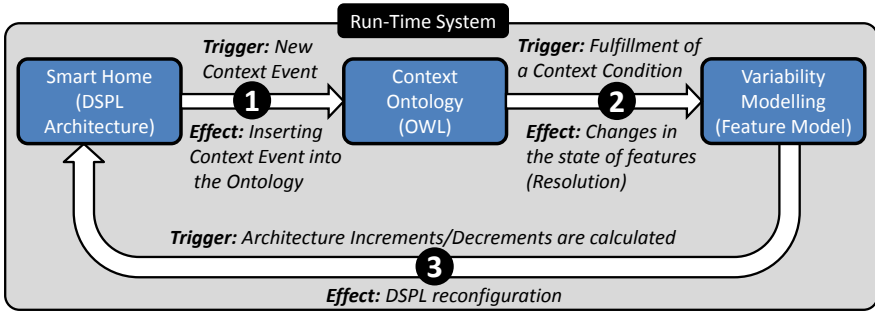 Run-Time System
Smart Home
(DSPL
Architecture)
Trigger: New
Context Event
1
Effect: Inserting
Context Event into
the Ontology
Context
Ontology
(OWL)
Trigger: Fulfillment of
a Context Condition
2
Effect: Changes in
the state of features
(Resolution)
Variability
Modelling
(Feature Model)
Trigger: Architecture Increments/Decrements are calculated
3
Effect: DSPL reconfiguration